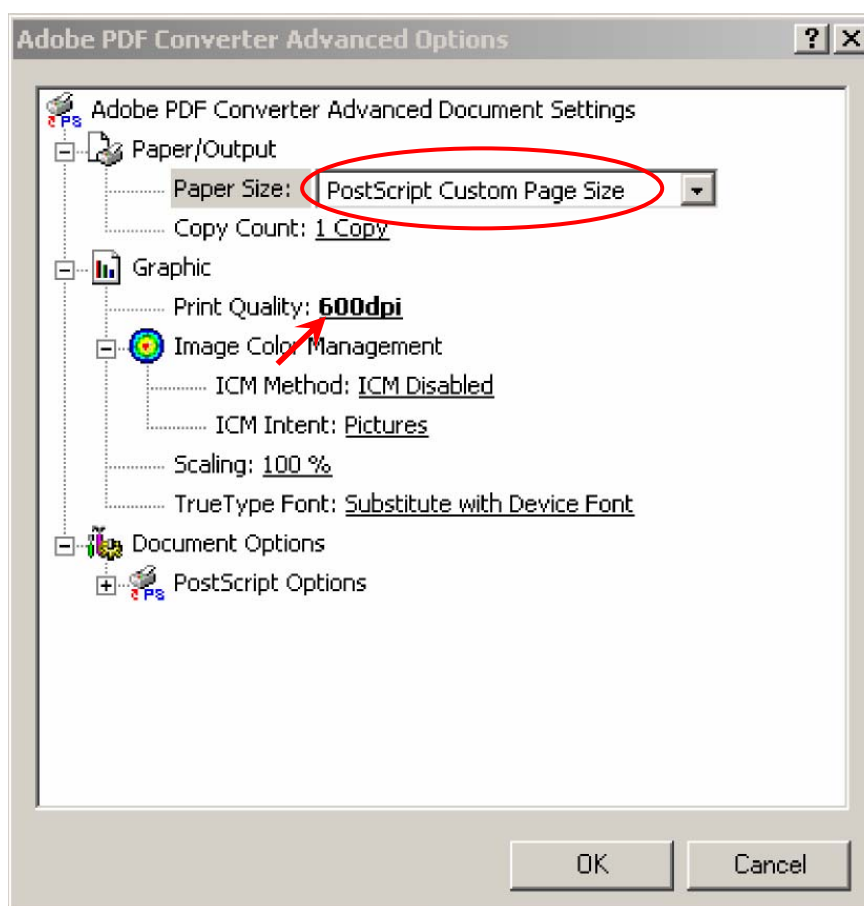 Adobe PDF Converter Advanced Options
Adobe PDF Converter Advanced Document Settings
Paper/Output
Paper Size: PostScript Custom Page Size
Copy Count: 1 Copy
Graphic
Print Quality: 600dpi
Image Color Management
ICM Method: ICM Disabled
ICM Intent: Pictures
Scaling: 100 %
TrueType Font: Substitute with Device Font
Document Options
PS PostScript Options
OK Cancel